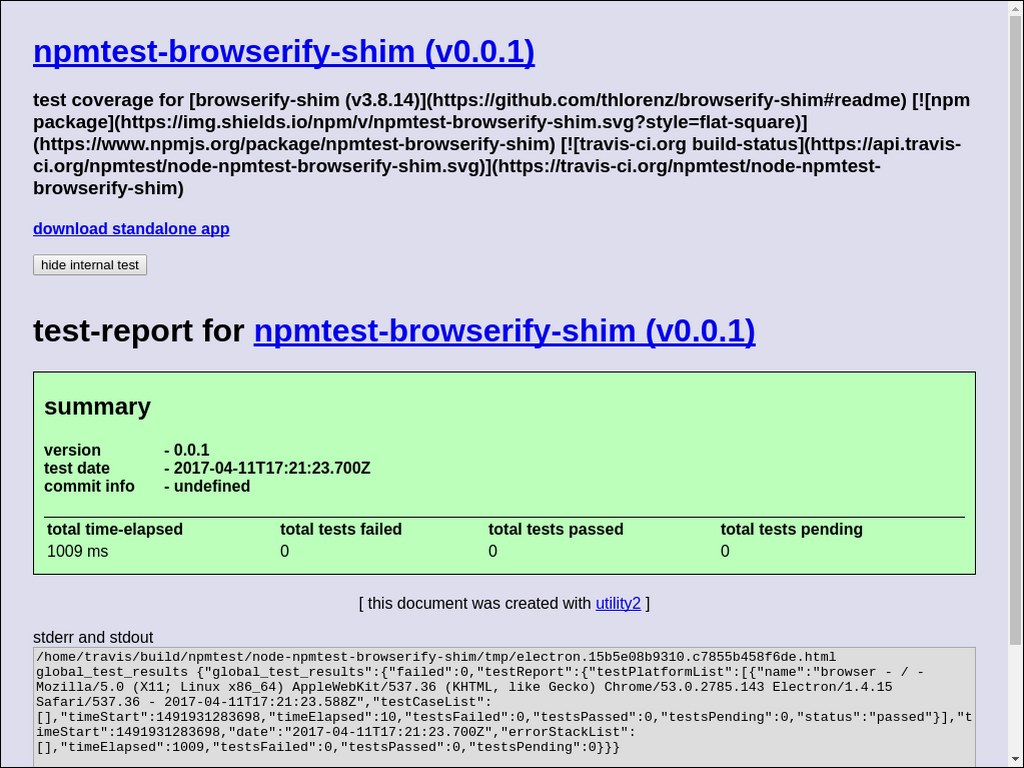 npmtest-browserify-shim (v0.0.1)
test coverage for [browserify-shim (v3.8.14)](https://github.com/thlorenz/browserify-shim#readme) [![npm
package](https://img.shields.io/npm/v/npmtest-browserify-shim.svg?style=flat-square)]
(https://www.npmjs.org/package/npmtest-browserify-shim) [![travis-ci.org build-status](https://api.travis-
ci.org/npmtest/node-npmtest-browserify-shim.svg)](https://travis-ci.org/npmtest/node-npmtest-
browserify-shim)
download standalone app
hide internal test
test-report for npmtest-browserify-shim (v0.0.1)
summary
version - 0.0.1
test date - 2017-04-11T17:21:23.700Z
commit info - undefined
total time-elapsed total tests failed total tests passed total tests pending
1009 ms 0 0 0
[ this document was created with utility2 ]
stderr and stdout
/home/travis/build/npmtest/node-npmtest-browserify-shim/tmp/electron.15b5e08b9310.c7855b458f6de.html
global_test_results {"global_test_results":{"failed":0,"testReport":{"testPlatformList":[{"name":"browser - / -
Mozilla/5.0 (X11; Linux x86_64) AppleWebKit/537.36 (KHTML, like Gecko) Chrome/53.0.2785.143 Electron/1.4.15
Safari/537.36 - 2017-04-11T17:21:23.588Z","testCaseList":
[],"timeStart":1491931283698,"timeElapsed":10,"testsFailed":0,"testsPassed":0,"testsPending":0,"status":"passed"}],"t
imeStart":1491931283698,"date":"2017-04-11T17:21:23.700Z","errorStackList":
[],"timeElapsed":1009,"testsFailed":0,"testsPassed":0,"testsPending":0}}}